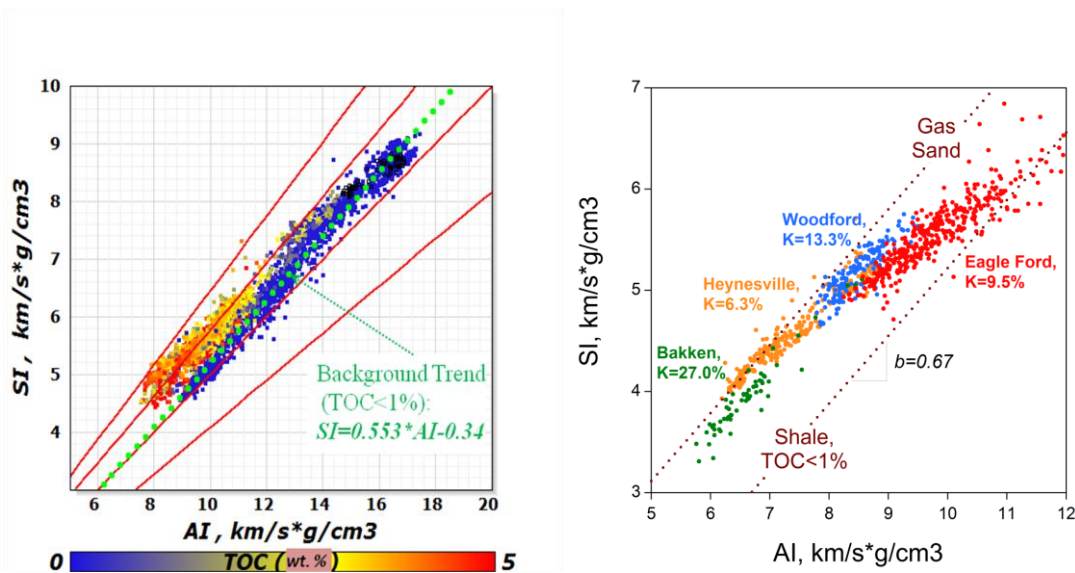 10
9
8
7
6
5
4
SI , km/s*g/cm3
6 8 10 12 14 16 18 20
AI , km/s*g/cm3
Background Trend
(TOC<1%):
SI=0.553*AI-0.34
0 TOC ( wt. % ) 5
7
6
5
4
3
SI, km/s*g/cm3
Gas
Sand
Woodford,
K=13.3%
Heynesville,
K=6.3%
Eagle Ford,
K=9.5%
Bakken,
K=27.0%
b=0.67
Shale,
TOC<1%
5 6 7 8 9 10 11 12
AI, km/s*g/cm3